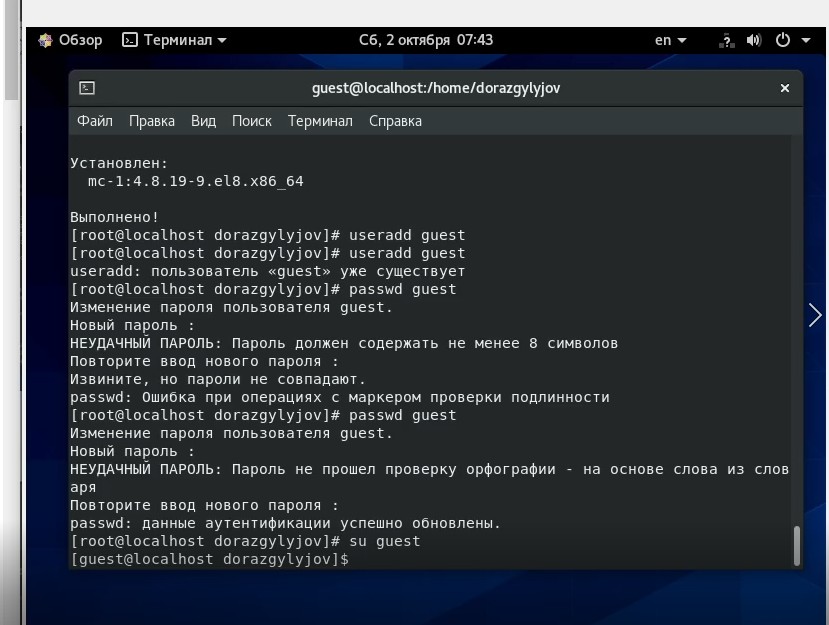 Обзор Терминал Сб, 2 октября 07:43 en ?
guest@localhost:/home/dorazgylyjov ×
Файл Правка Вид Поиск Терминал Справка
Установлен:
mc-1:4.8.19-9.el8.x86_64
Выполнено!
[root@localhost dorazgylyjov]# useradd guest
[root@localhost dorazgylyjov]# useradd guest
useradd: пользователь «guest» уже существует
[root@localhost dorazgylyjov]# passwd guest
Изменение пароля пользователя guest.
Новый пароль :
НЕУДАЧНЫЙ ПАРОЛЬ: Пароль должен содержать не менее 8 символов
Повторите ввод нового пароля :
Извините, но пароли не совпадают.
passwd: Ошибка при операциях с маркером проверки подлинности
[root@localhost dorazgylyjov]# passwd guest
Изменение пароля пользователя guest.
Новый пароль :
НЕУДАЧНЫЙ ПАРОЛЬ: Пароль не прошел проверку орфографии - на основе слова из слов
аря
Повторите ввод нового пароля :
passwd: данные аутентификации успешно обновлены.
[root@localhost dorazgylyjov]# su guest
[guest@localhost dorazgylyjov]$